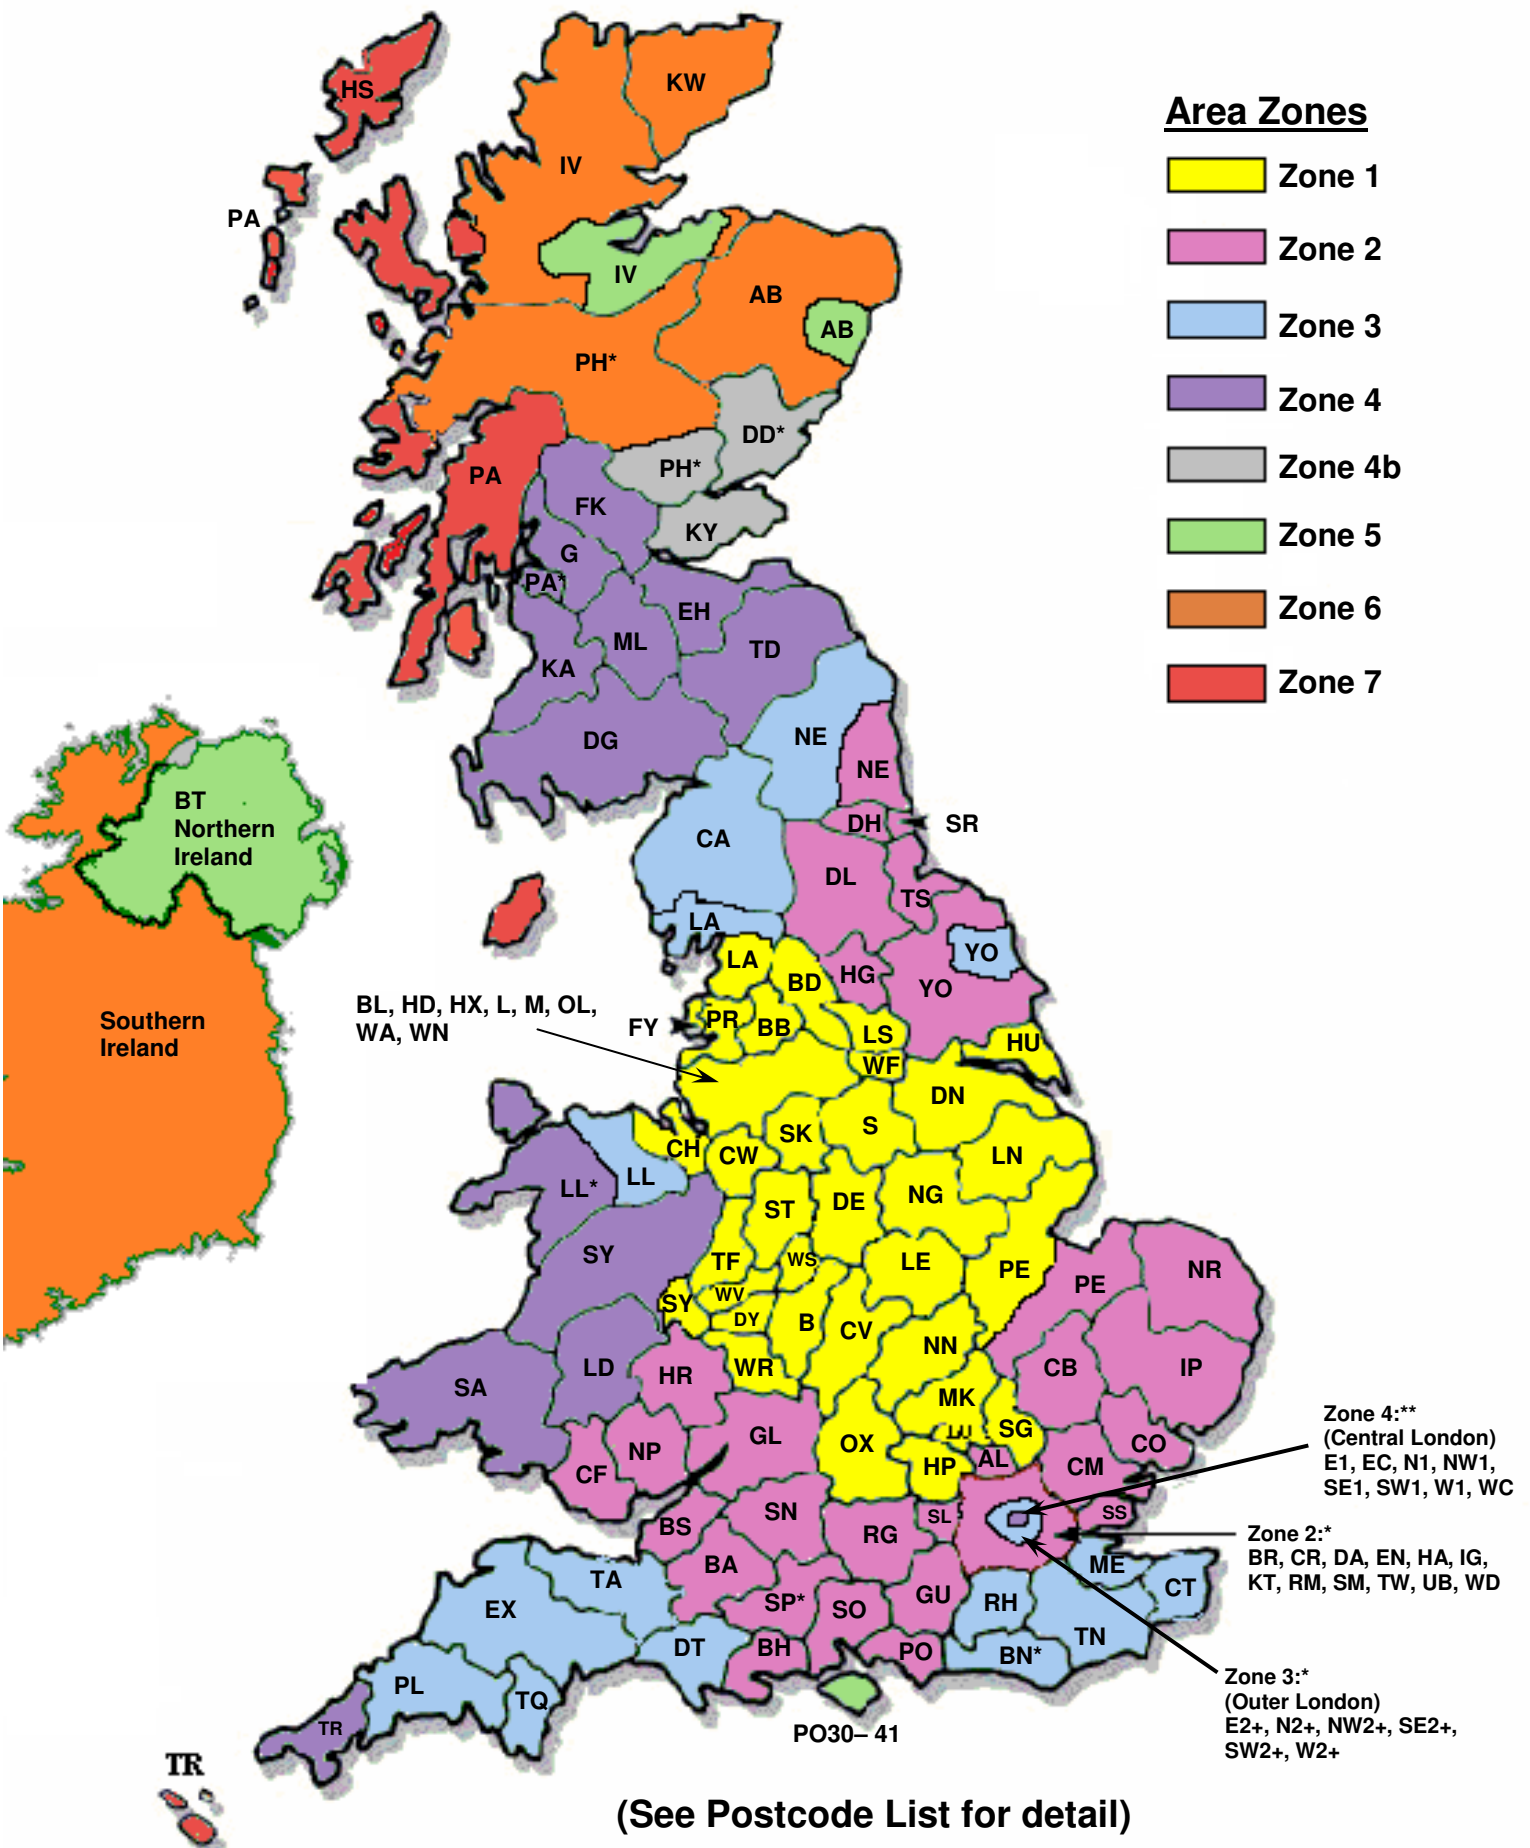 HS
KW
IV
PA
IV
AB
AB
PH*
DD*
PH*
PA
FK
KY
G
PA*
EH
ML
TD
KA
DG
NE
NE
BT
Northern
Ireland
CA
DH
SR
DL
TS
LA
YO
LA
BD
HG
YO
BL, HD, HX, L, M, OL,
WA, WN
Southern
Ireland
FY
PR
BB
LS
HU
WF
DN
S
SK
CH
CW
LN
LL
LL*
ST
DE
NG
SY
TF
WS
LE
PE
PE
NR
SY
WV
DY
B
CV
NN
LD
HR
WR
CB
IP
SA
MK
SG
LU
OX
GL
NP
CF
HP
AL
CM
CO
SN
BS
RG
SL
SS
BA
TA
EX
SP*
SO
GU
RH
ME
CT
TN
DT
BH
PO
BN*
PL
TQ
TR
PO30– 41
TR
Area Zones
Zone 1
Zone 2
Zone 3
Zone 4
Zone 4b
Zone 5
Zone 6
Zone 7
Zone 4:**
(Central London)
E1, EC, N1, NW1,
SE1, SW1, W1, WC
Zone 2:*
BR, CR, DA, EN, HA, IG,
KT, RM, SM, TW, UB, WD
Zone 3:*
(Outer London)
E2+, N2+, NW2+, SE2+,
SW2+, W2+
(See Postcode List for detail)